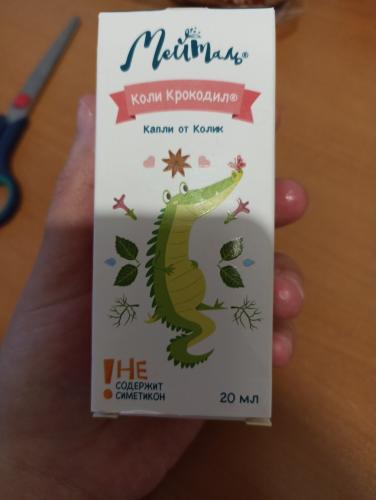 Мейталь®
Коли Крокодил®
Капли от Колик
!НЕ
СОДЕРЖИТ
СИМЕТИКОН
20 мл